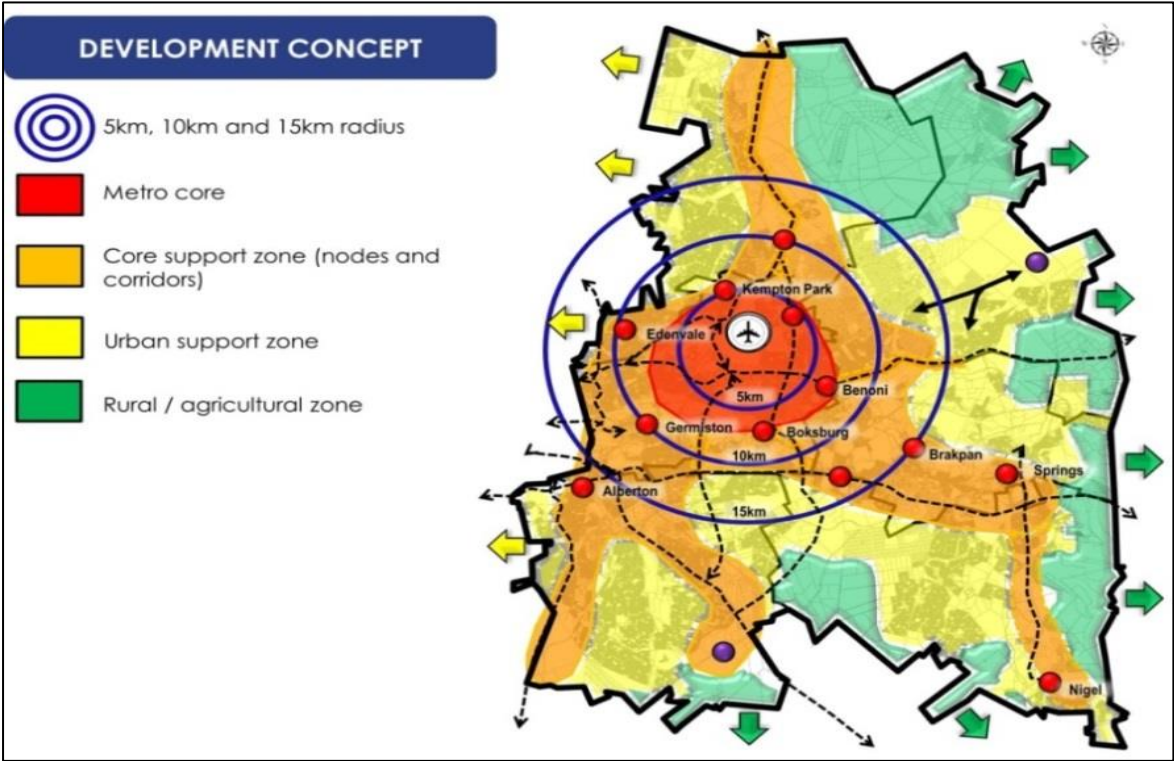 DEVELOPMENT CONCEPT
5km, 10km and 15km radius
Metro core
Core support zone (nodes and
corridors)
Urban support zone
Rural / agricultural zone
Kempton Park
Edenvale
5km
Benoni
Germiston
Boksburg
10km
Brakpan
Springs
Alberton
15km
Nigel